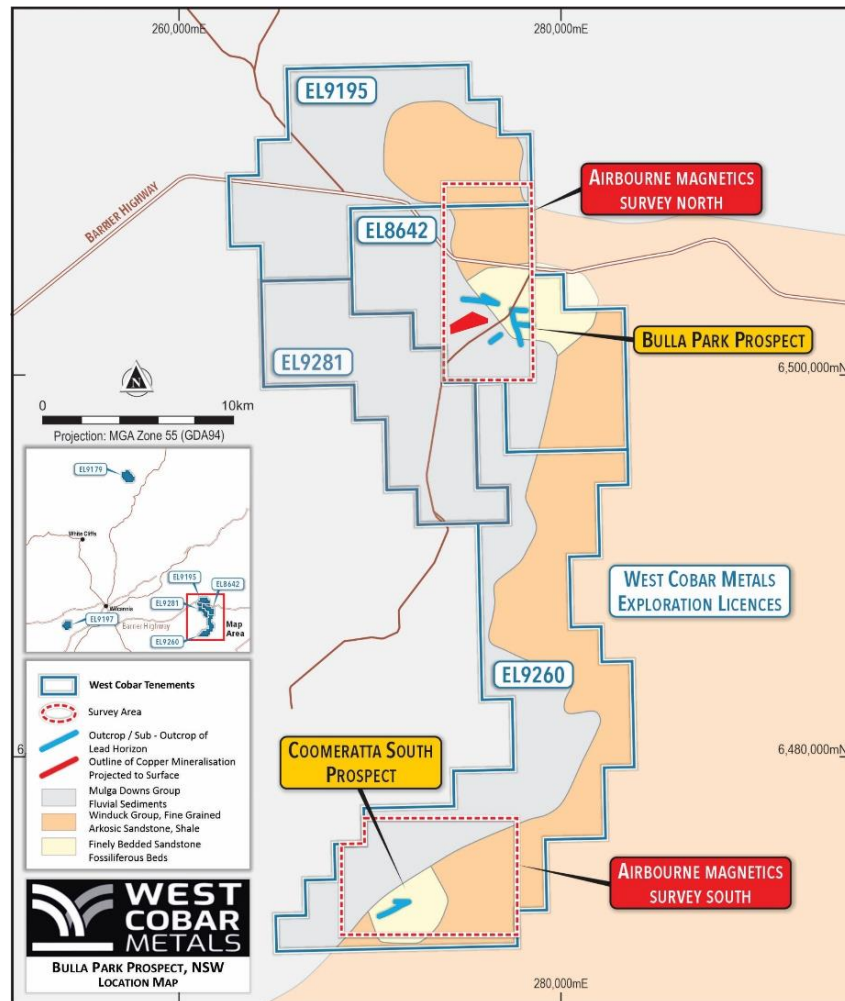 260,000mE
280,000mE
EL9195
AIRBOURNE MAGNETICS
SURVEY NORTH
BARRIER HIGHWAY
EL8642
BULLA PARK PROSPECT
EL9281
6,500,000mN
N
0
10km
Projection: MGA Zone 55 (GDA94)
EL9179
White Cliffs
EL9195
EL8642
EL9281
Wilcannia
EL9197
Barrier Highway
Map
Area
EL9260
WEST COBAR METALS
EXPLORATION LICENCES
EL9260
West Cobar Tenements
Survey Area
Outcrop / Sub - Outcrop of
Lead Horizon
Outline of Copper Mineralisation
Projected to Surface
Mulga Downs Group
Fluvial Sediments
Winduck Group, Fine Grained
Arkosic Sandstone, Shale
Finely Bedded Sandstone
Fossiliferous Beds
COOMERATTA SOUTH
PROSPECT
6,
6,480,000mN
AIRBOURNE MAGNETICS
SURVEY SOUTH
WEST
COBAR
METALS
BULLA PARK PROSPECT, NSW
LOCATION MAP
280,000mE